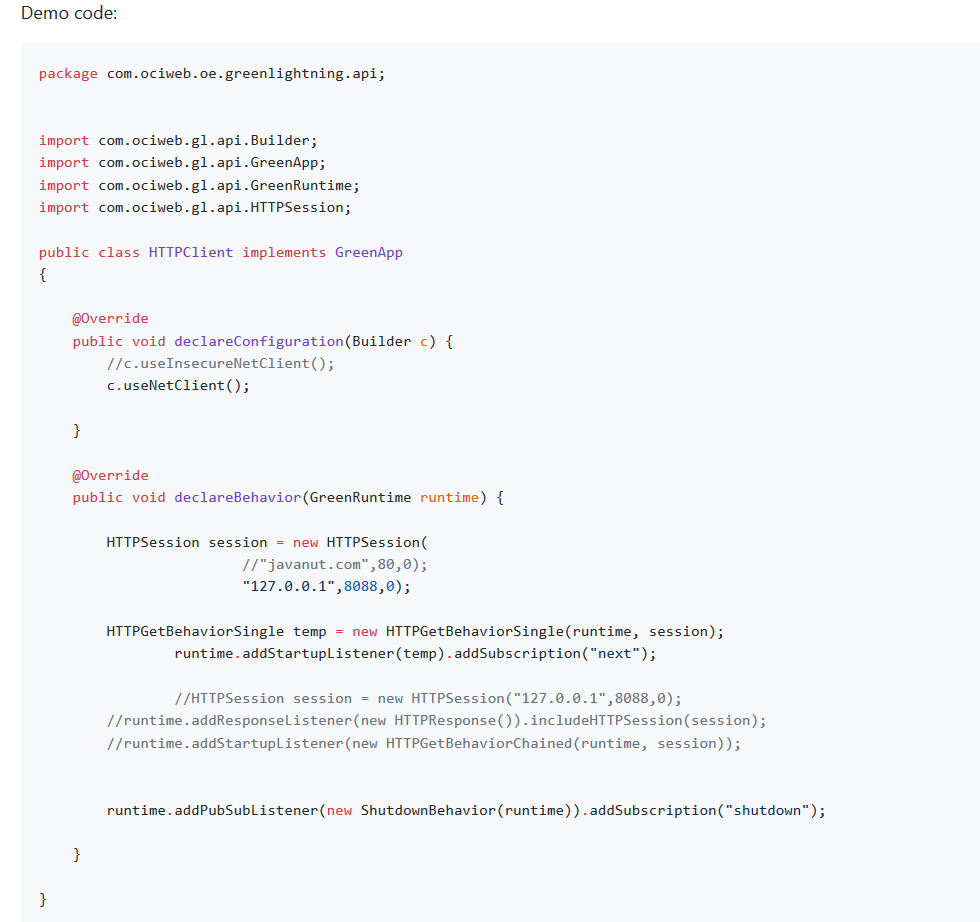 Demo code:
package com.ociweb.oe.greenlightning.api;
import com.ociweb.gl.api.Builder;
import com.ociweb.gl.api.GreenApp;
import com.ociweb.gl.api.GreenRuntime;
import com.ociweb.gl.api.HTTPSession;
public class HTTPClient implements GreenApp
{
@Override
public void declareConfiguration(Builder c) {
//c.useInsecureNetClient();
c.useNetClient();
}
@Override
public void declareBehavior(GreenRuntime runtime) {
HTTPSession session = new HTTPSession(
//"javanut.com",80,0);
"127.0.0.1",8088,0);
HTTPGetBehaviorSingle temp = new HTTPGetBehaviorSingle(runtime, session);
runtime.addStartupListener(temp).addSubscription("next");
//HTTPSession session = new HTTPSession("127.0.0.1",8088,0);
//runtime.addResponseListener(new HTTPResponse()).includeHTTPSession(session);
//runtime.addStartupListener(new HTTPGetBehaviorChained(runtime, session));
runtime.addPubSubListener(new ShutdownBehavior(runtime)).addSubscription("shutdown");
}
}